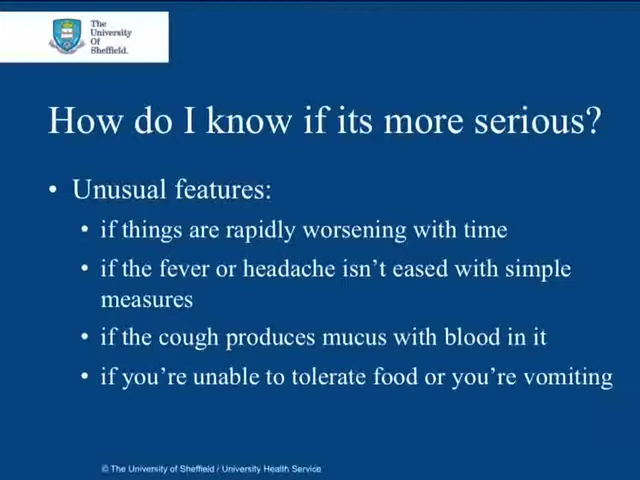 The
University
Of
Sheffield.
How do I know if its more serious?
• Unusual features:
• if things are rapidly worsening with time
• if the fever or headache isn't eased with simple
measures
• if the cough produces mucus with blood in it
• if you're unable to tolerate food or you're vomiting
© The University of Sheffield / University Health Service